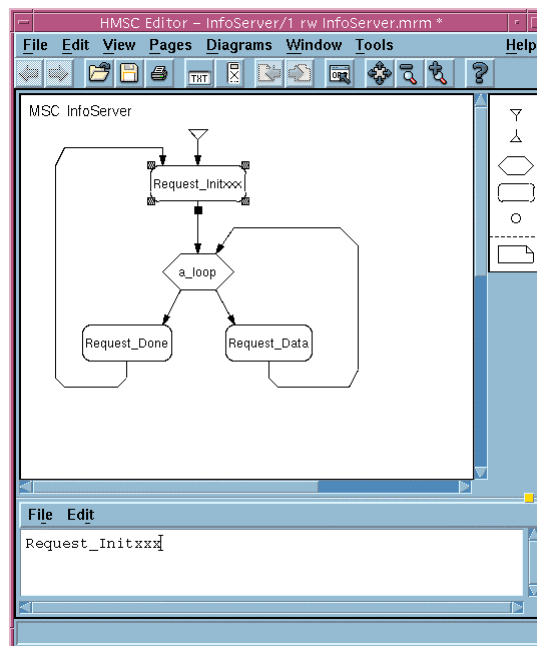 HMSC Editor – InfoServer/1 rw InfoServer.mrm *
File Edit View Pages Diagrams Window Tools Help
TXT
MSC InfoServer
Request_Initxxx
a_loop
Request_Done Request_Data
File Edit
Request_Initxxx